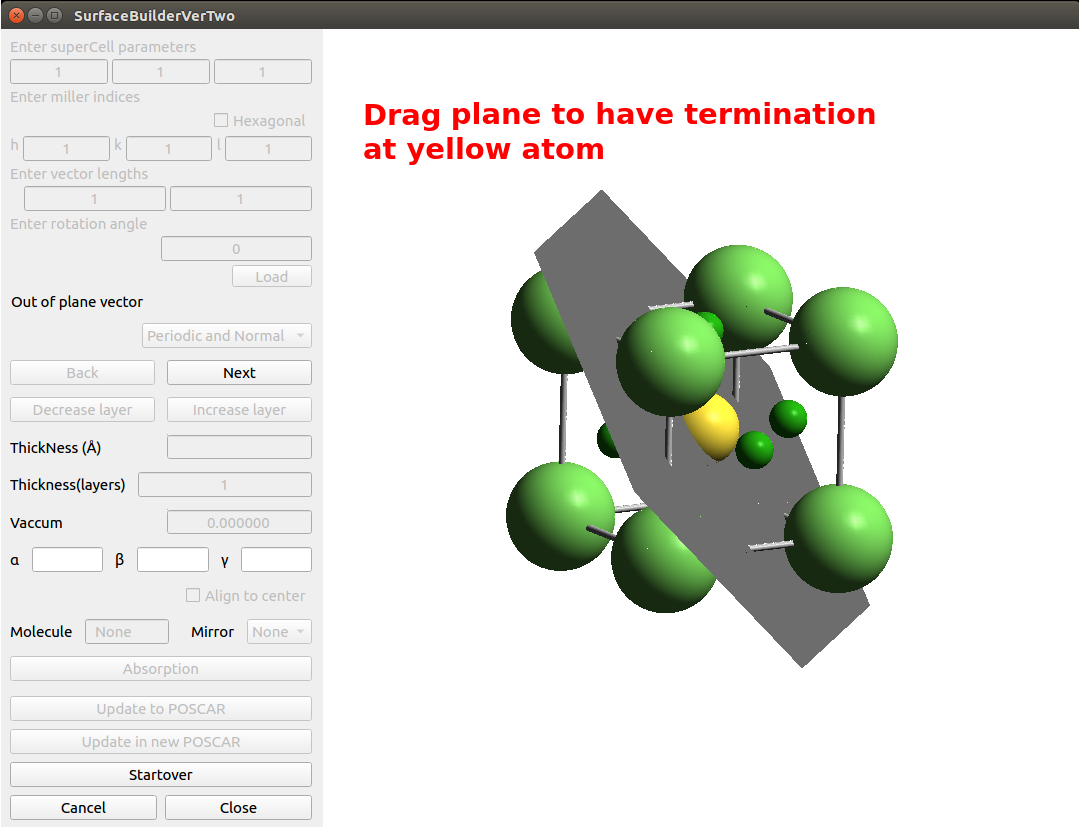 SurfaceBuilderVerTwo
Enter superCell parameters
1 1 1
Enter miller indices
Hexagonal
h 1 k 1 l 1
Enter vector lengths
1 1
Enter rotation angle
0
Load
Out of plane vector
Periodic and Normal
Back Next
Decrease layer Increase layer
ThickNess (Å)
Thickness(layers) 1
Vaccum 0.000000
α β γ
Align to center
Molecule None Mirror None
Absorption
Update to POSCAR
Update in new POSCAR
Startover
Cancel Close
Drag plane to have termination
at yellow atom